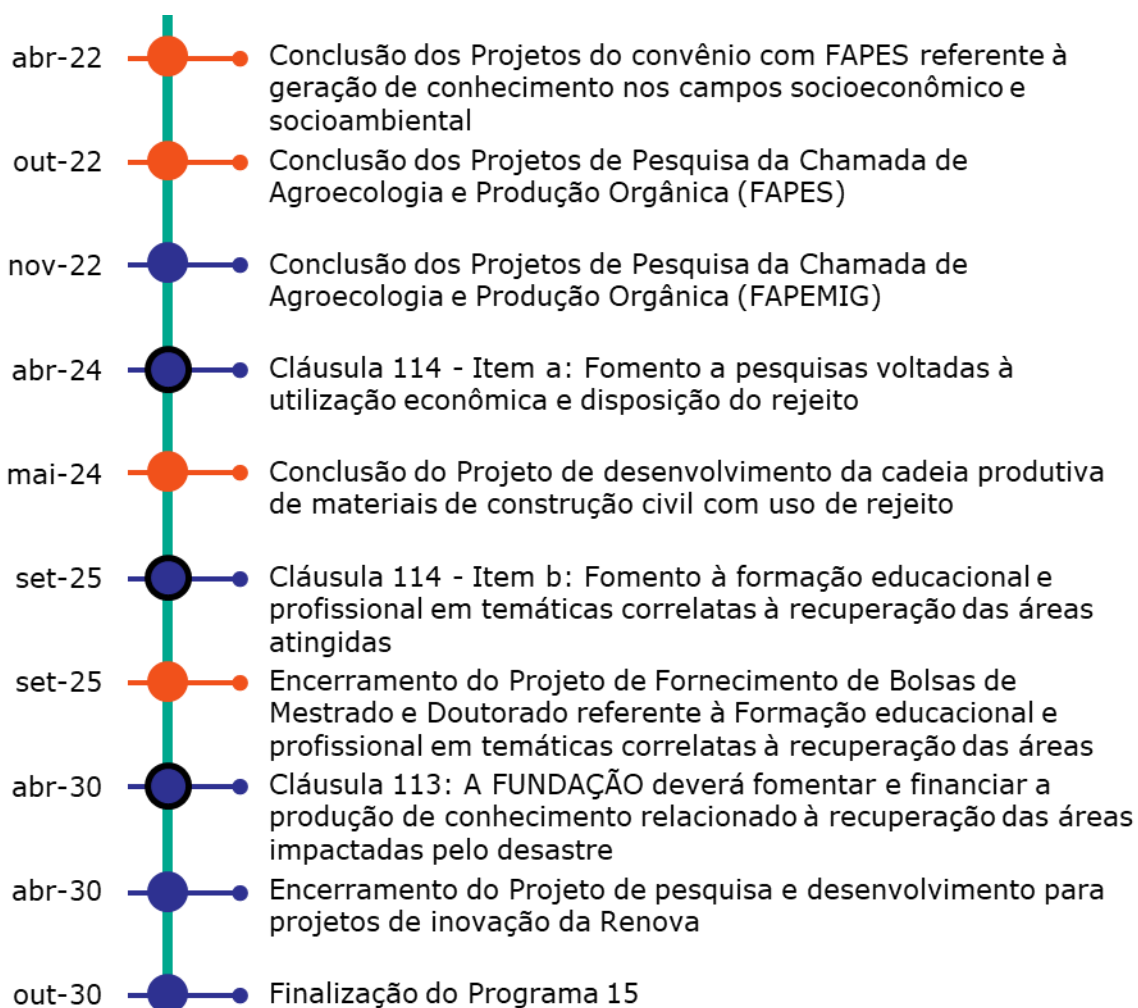 abr-22
Conclusão dos Projetos do convênio com FAPES referente à
geração de conhecimento nos campos socioeconômico e
socioambiental
out-22
Conclusão dos Projetos de Pesquisa da Chamada de
Agroecologia e Produção Orgânica (FAPES)
nov-22
Conclusão dos Projetos de Pesquisa da Chamada de
Agroecologia e Produção Orgânica (FAPEMIG)
abr-24
Cláusula 114 - Item a: Fomento a pesquisas voltadas à
utilização econômica e disposição do rejeito
mai-24
Conclusão do Projeto de desenvolvimento da cadeia produtiva
de materiais de construção civil com uso de rejeito
set-25
Cláusula 114 - Item b: Fomento à formação educacional e
profissional em temáticas correlatas à recuperação das áreas
atingidas
set-25
Encerramento do Projeto de Fornecimento de Bolsas de
Mestrado e Doutorado referente à Formação educacional e
profissional em temáticas correlatas à recuperação das áreas
abr-30
Cláusula 113: A FUNDAÇÃO deverá fomentar e financiar a
produção de conhecimento relacionado à recuperação das áreas
impactadas pelo desastre
abr-30
Encerramento do Projeto de pesquisa e desenvolvimento para
projetos de inovação da Renova
out-30
Finalização do Programa 15